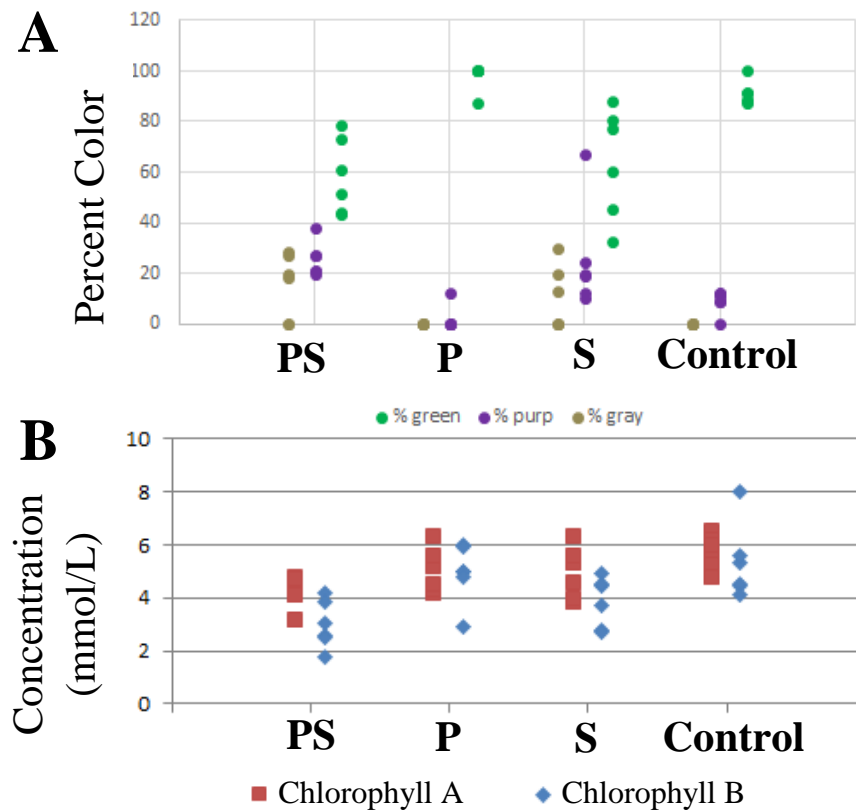 A
Percent Color
120
100
80
60
40
20
0
PS P S Control
% green % purp % gray
B
Concentration
(mmol/L)
10
8
6
4
2
0
PS P S Control
Chlorophyll A Chlorophyll B